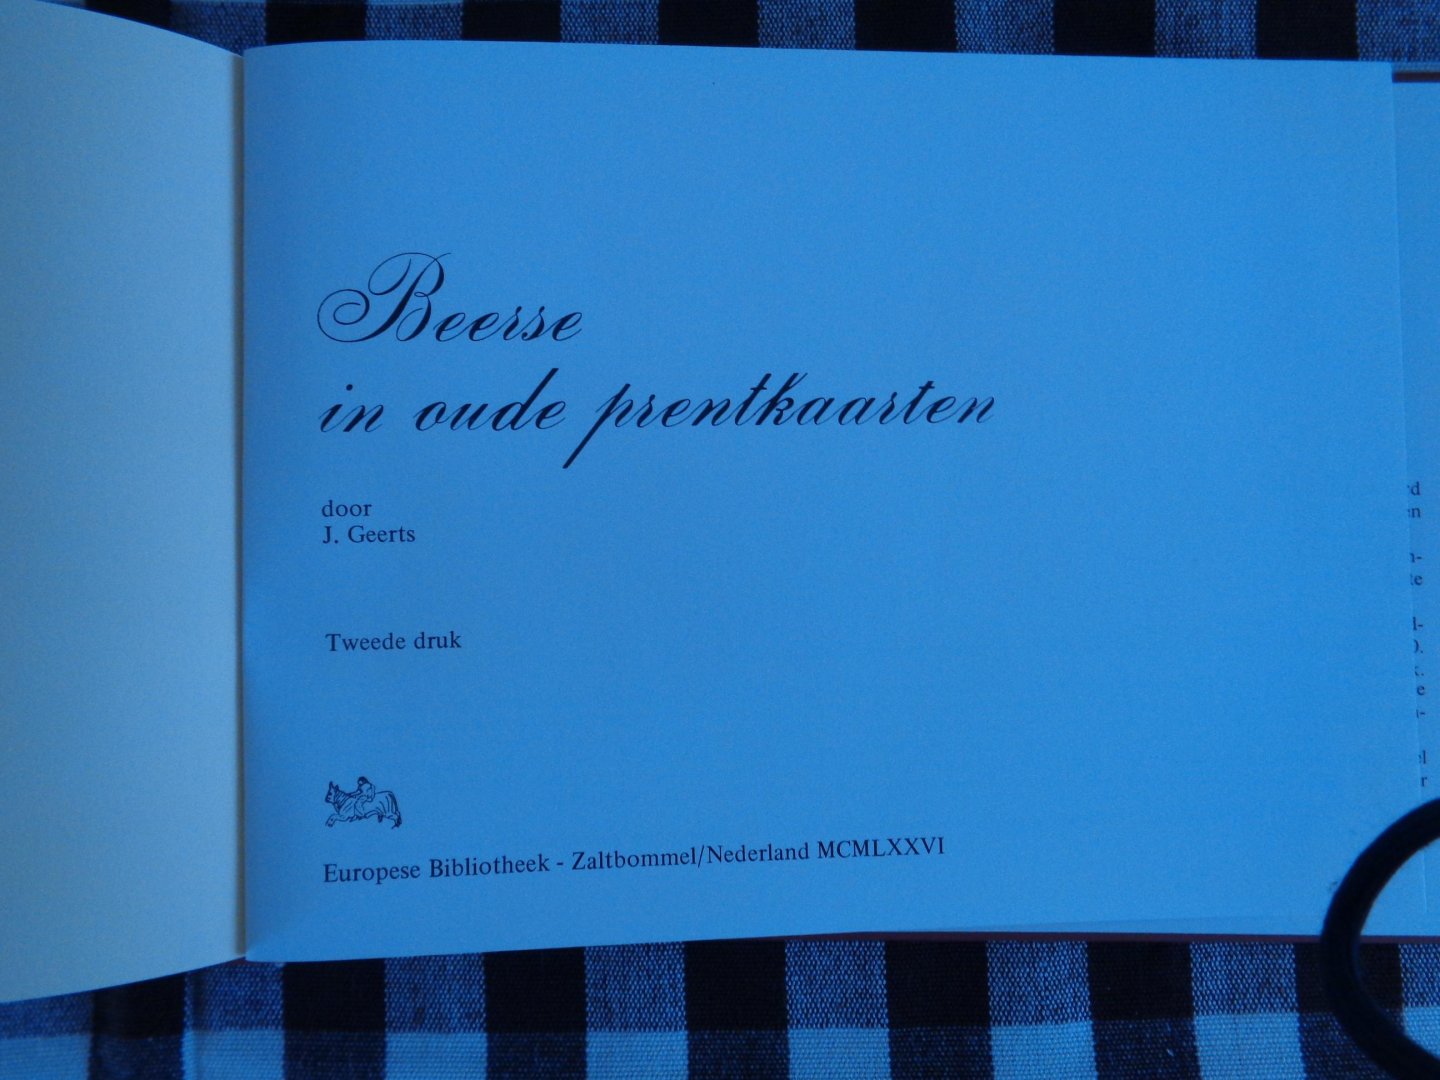 Beerse
in oude prentkaarten
door
J. Geerts
Tweede druk
Europese Bibliotheek - Zaltbommel/Nederland MCMLXXVI